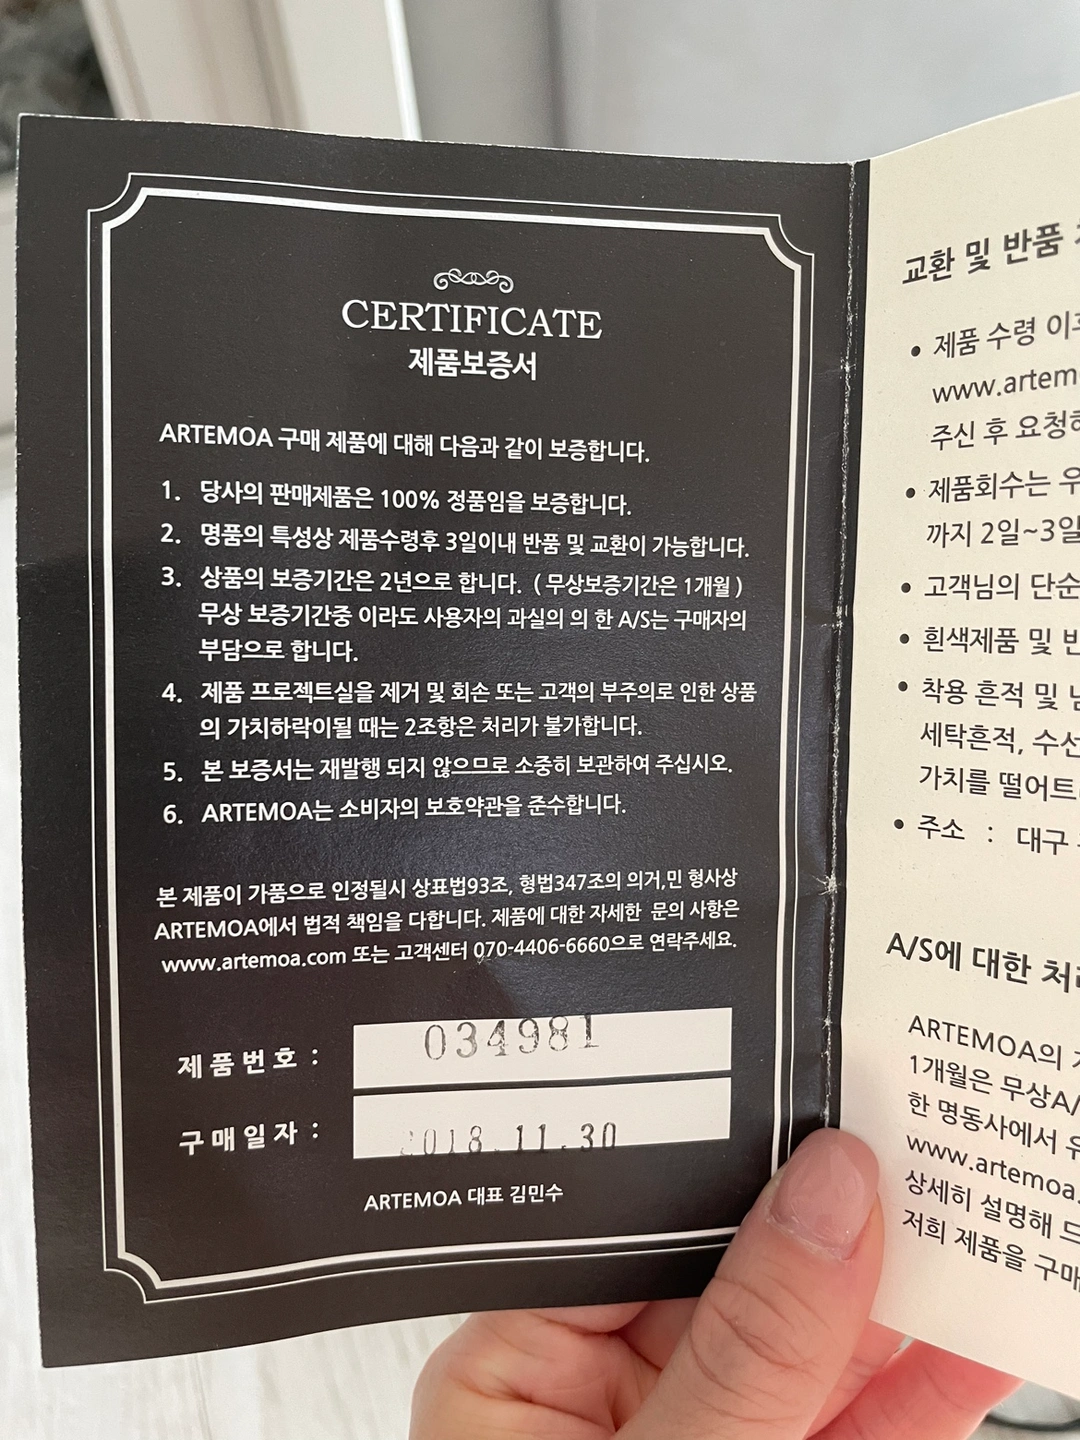 CERTIFICATE
제품보증서
ARTEMOA 구매 제품에 대해 다음과 같이 보증합니다.
1. 당사의 판매제품은 100% 정품임을 보증합니다.
2. 명품의 특성상 제품수령후 3일이내 반품 및 교환이 가능합니다.
3. 상품의 보증기간은 2년으로 합니다. ( 무상보증기간은 1개월 )
무상 보증기간중 이라도 사용자의 과실의 의 한 A/S는 구매자의
부담으로 합니다.
4. 제품 프로젝트실을 제거 및 회손 또는 고객의 부주의로 인한 상품
의 가치하락이될 때는 2조항은 처리가 불가합니다.
5. 본 보증서는 재발행 되지 않으므로 소중히 보관하여 주십시오.
6. ARTEMOA는 소비자의 보호약관을 준수합니다.
본 제품이 가품으로 인정될시 상표법93조, 형법347조의 의거,민 형사상
ARTEMOA에서 법적 책임을 다합니다. 제품에 대한 자세한 문의 사항은
www.artemoa.com 또는 고객센터 070-4406-6660으로 연락주세요.
제품번호 : 034981
구매일자 : 2018.11.30
ARTEMOA 대표 김민수
교환 및 반품
• 제품 수령
www.artem
주신 후
• 제품회수는
까지 2일~3일
• 고객님의
• 흰색제품 및
• 착용 흔적 및
세탁흔적,
가치를
• 주소 : 대구
A/S에 대한
ARTEMOA의
1개월은
한 명동사에서
www.artemoa.
상세히 설명해
저희 제품을